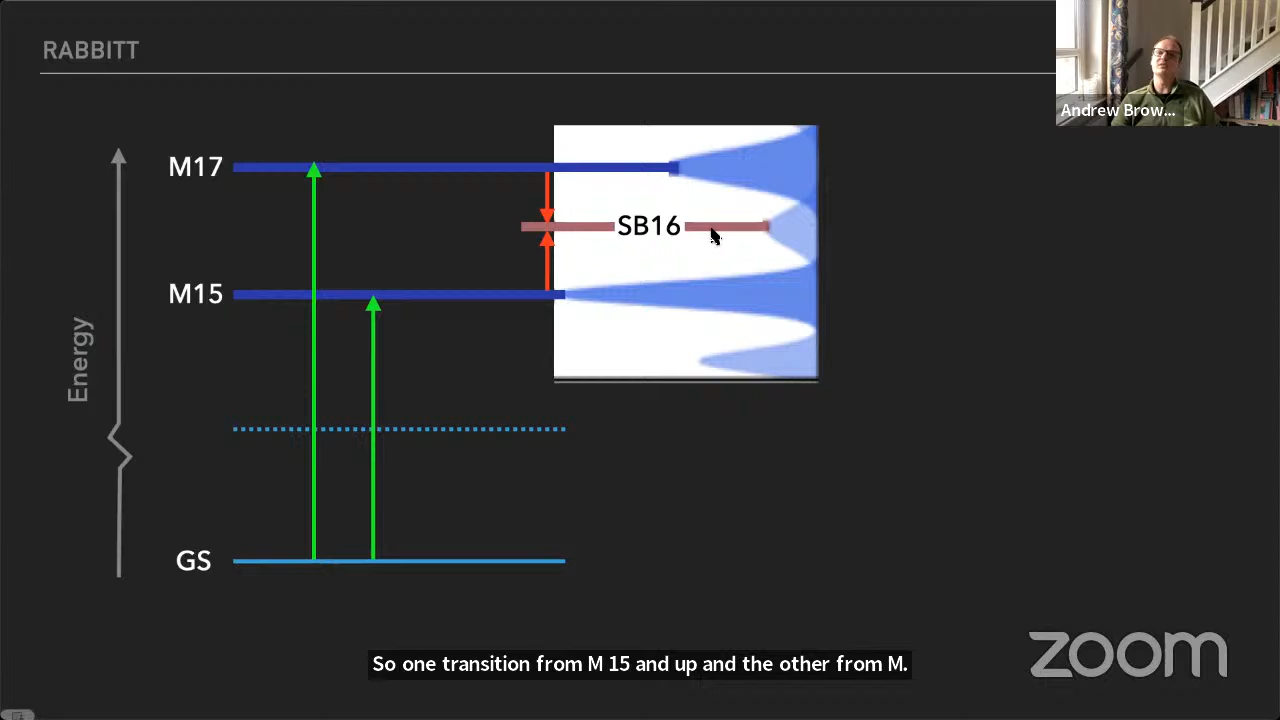 RABBITT
Andrew Brow...
M17
SB16
M15
Energy
GS
So one transition from M 15 and up and the other from M.
zoom